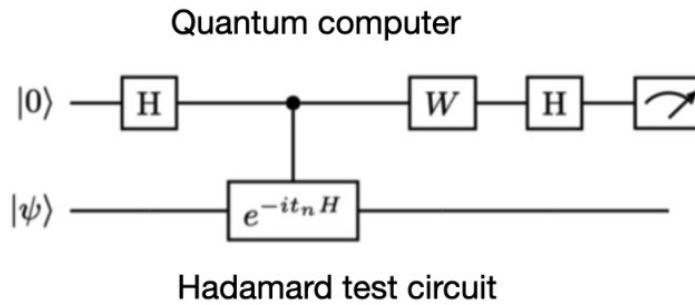 Quantum computer
|0⟩ H W H
|ψ⟩ e^{-it_n H}
Hadamard test circuit